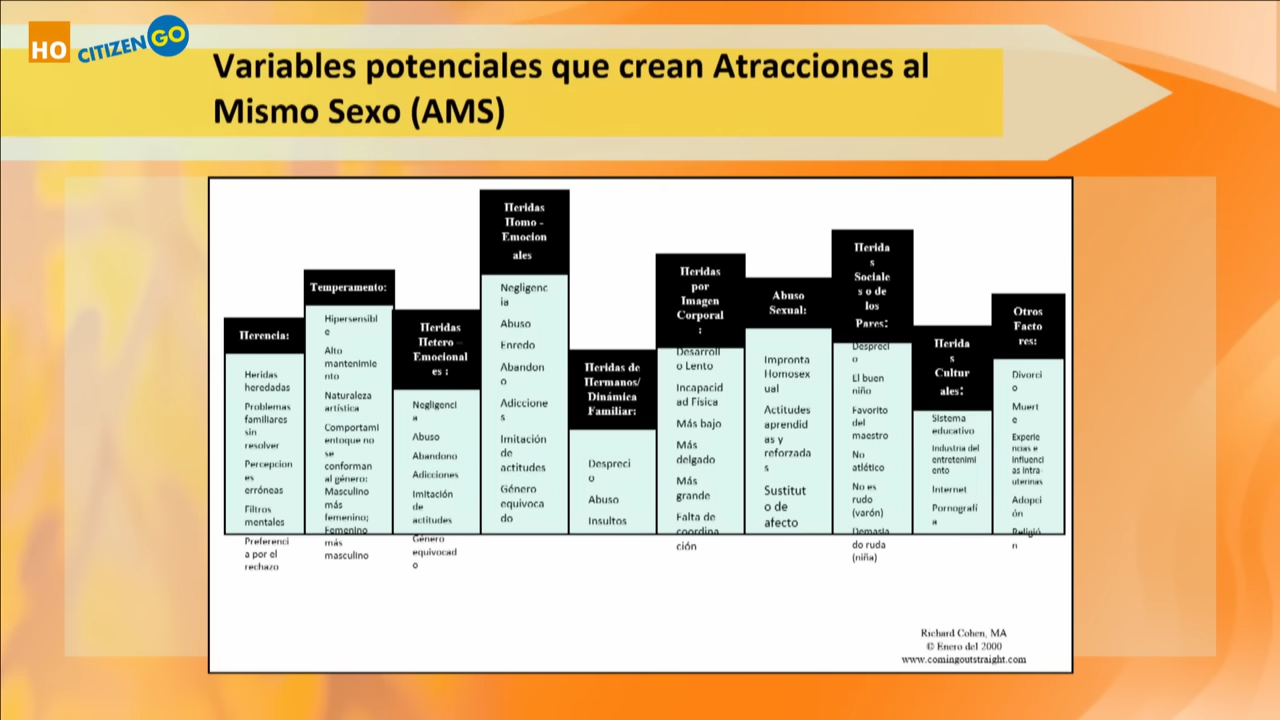 HO CITIZENGO
Variables potenciales que crean Atracciones al
Mismo Sexo (AMS)
Herencia:
Heridas
heredadas
Problemas
familiares
sin
resolver
Percepcion
es
erróneas
Filtros
mentales
Preferenci
a por el
rechazo
Temperamento:
Hipersensibl
e
Alto
mantenimie
nto
Naturaleza
artística
Comportami
entoque no
se
conforman
al género:
Masculino
más
femenino;
Femenino
más
masculino
Heridas
Hetero –
Emocional
es :
Negligenci
a
Abuso
Abandono
Adicciones
Imitación
de
actitudes
Género
equivocad
o
Heridas
Homo -
Emocion
ales
Negligenc
ia
Abuso
Enredo
Abandon
o
Adiccione
s
Imitación
de
actitudes
Género
equivoca
do
Heridas de
Hermanos/
Dinámica
Familiar:
Despreci
o
Abuso
Insultos
Heridas
por
Imagen
Corporal
:
Desarroll
o Lento
Incapacid
ad Física
Más bajo
Más
delgado
Más
grande
Falta de
coordina
ción
Abuso
Sexual:
Impronta
Homosex
ual
Actitudes
aprendid
as y
reforzada
s
Sustitut
o de
afecto
Herida
s
Sociale
s o de
los
Pares:
Despreci
o
El buen
niño
Favorito
del
maestro
No
atlético
No es
rudo
(varón)
Demasia
do ruda
(niña)
Herida
s
Cultur
ales:
Sistema
educativo
Industria del
entretenimi
ento
Internet
Pornografí
a
Otros
Facto
res:
Divorci
o
Muert
e
Experie
ncias e
influenci
as intra-
uterinas
Adopci
ón
Religió
n
Richard Cohen, MA
© Enero del 2000
www.comingoutstraight.com